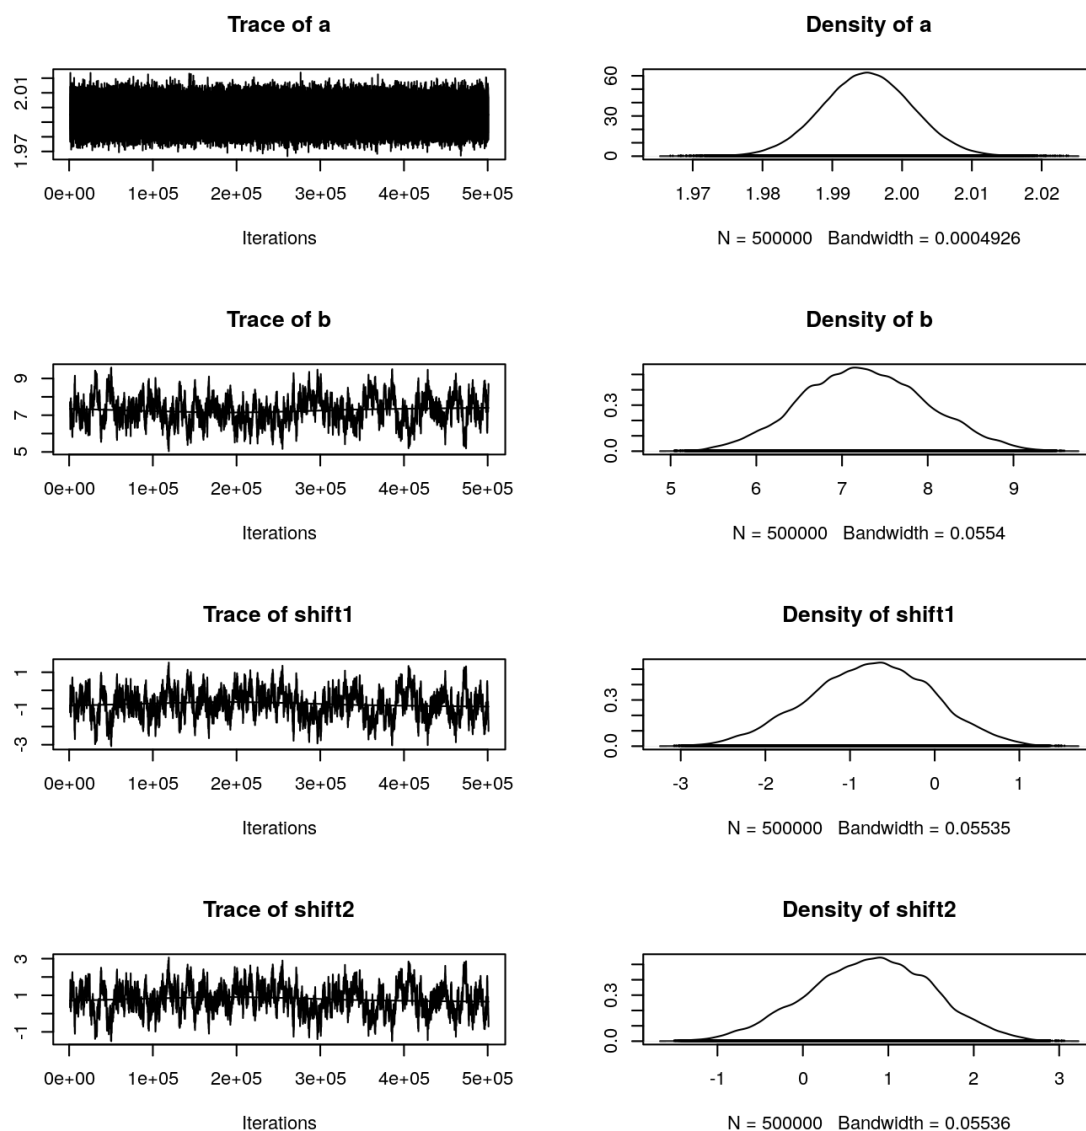 Trace of a
Density of a
2.01
1.97
0e+00 1e+05 2e+05 3e+05 4e+05 5e+05
Iterations
60
30
0
1.97 1.98 1.99 2.00 2.01 2.02
N = 500000 Bandwidth = 0.0004926
Trace of b
Density of b
9
7
5
0e+00 1e+05 2e+05 3e+05 4e+05 5e+05
Iterations
0.3
0.0
5 6 7 8 9
N = 500000 Bandwidth = 0.0554
Trace of shift1
Density of shift1
1
-1
-3
0e+00 1e+05 2e+05 3e+05 4e+05 5e+05
Iterations
0.3
0.0
-3 -2 -1 0 1
N = 500000 Bandwidth = 0.05535
Trace of shift2
Density of shift2
3
1
-1
0e+00 1e+05 2e+05 3e+05 4e+05 5e+05
Iterations
0.3
0.0
-1 0 1 2 3
N = 500000 Bandwidth = 0.05536